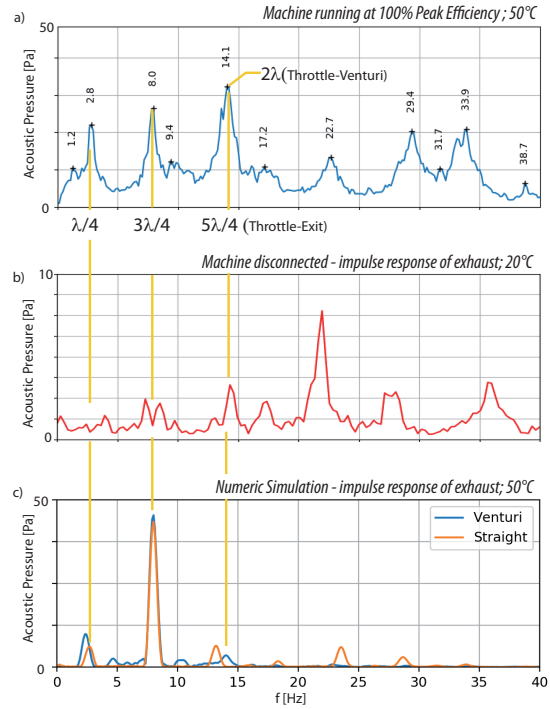 Machine running at 100% Peak Efficiency ; 50°C
a)
50
Acoustic Pressure [Pa]
0
1.2
2.8
8.0
9.4
14.1
17.2
22.7
29.4
31.7
33.9
38.7
2λ(Throttle-Venturi)
λ/4
3λ/4
5λ/4 (Throttle-Exit)
b)
Machine disconnected - impulse response of exhaust; 20°C
10
Acoustic Pressure [Pa]
0
c)
Numeric Simulation - impulse response of exhaust; 50°C
50
Acoustic Pressure [Pa]
0
Venturi
Straight
0 5 10 15 20 25 30 35 40
f [Hz]